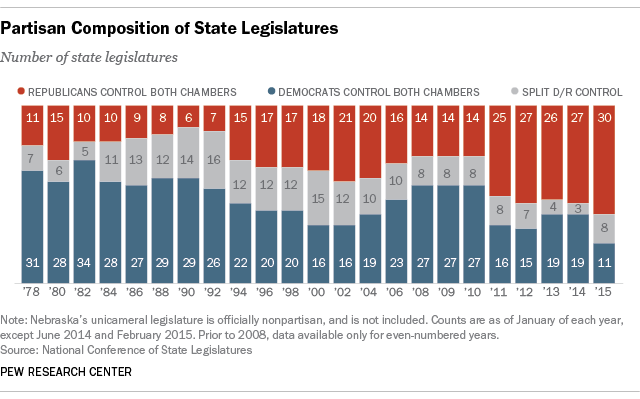 Partisan Composition of State Legislatures
Number of state legislatures
REPUBLICANS CONTROL BOTH CHAMBERS DEMOCRATS CONTROL BOTH CHAMBERS SPLIT D/R CONTROL
11 15 10 10 9 8 6 7 15 17 17 18 21 20 16 14 14 14 25 27 26 27 30
7 6 5 11 13 12 14 16 12 12 12 15 12 10 10 8 8 8 8 7 4 3 8
31 28 34 28 27 29 29 26 22 20 20 16 16 19 23 27 27 27 16 15 19 19 11
'78 '80 '82 '84 '86 '88 '90 '92 '94 '96 '98 '00 '02 '04 '06 '08 '09 '10 '11 '12 '13 '14 '15
Note: Nebraska's unicameral legislature is officially nonpartisan, and is not included. Counts are as of January of each year,
except June 2014 and February 2015. Prior to 2008, data available only for even-numbered years.
Source: National Conference of State Legislatures
PEW RESEARCH CENTER